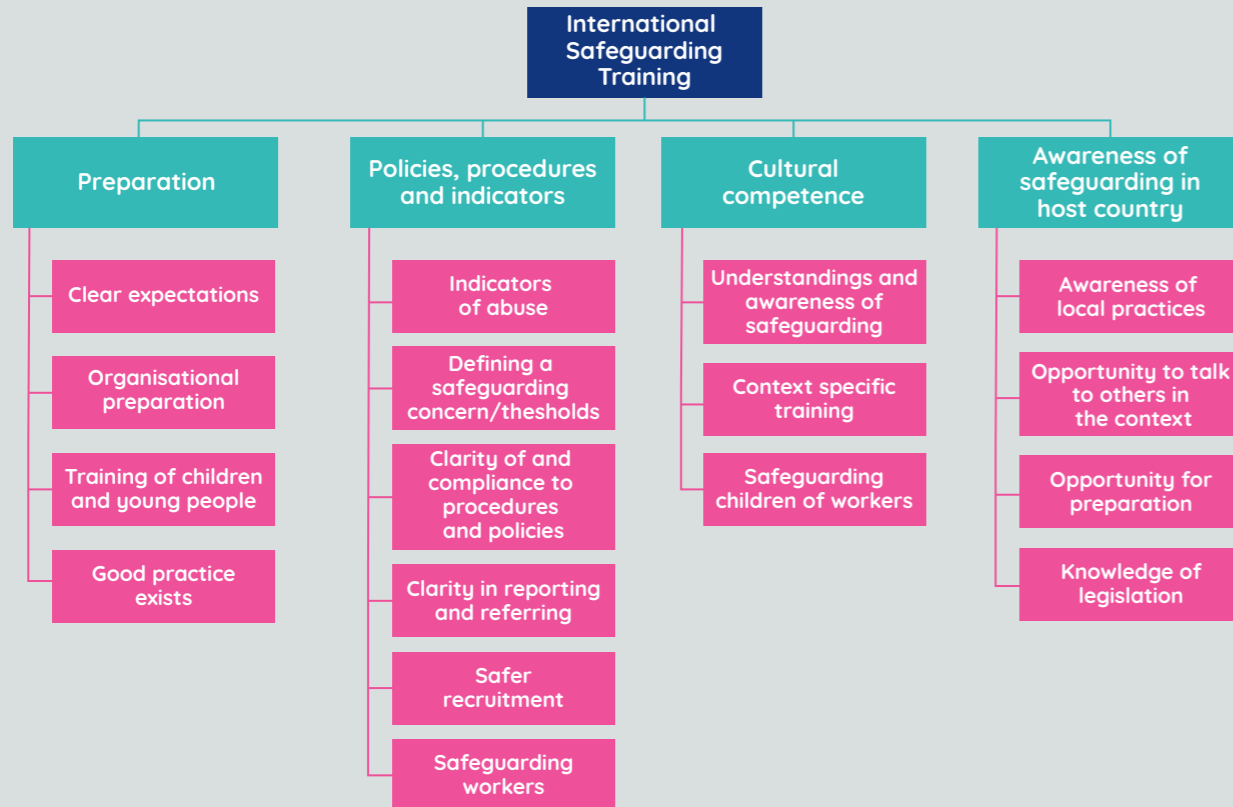 International
Safeguarding
Training
Preparation
Clear expectations
Organisational
preparation
Training of children
and young people
Good practice
exists
Policies, procedures
and indicators
Indicators
of abuse
Defining a
safeguarding
concern/thesholds
Clarity of and
compliance to
procedures
and policies
Clarity in reporting
and referring
Safer
recruitment
Safeguarding
workers
Cultural
competence
Understandings and
awareness of
safeguarding
Context specific
training
Safeguarding
children of workers
Awareness of
safeguarding in
host country
Awareness of
local practices
Opportunity to talk
to others in
the context
Opportunity for
preparation
Knowledge of
legislation